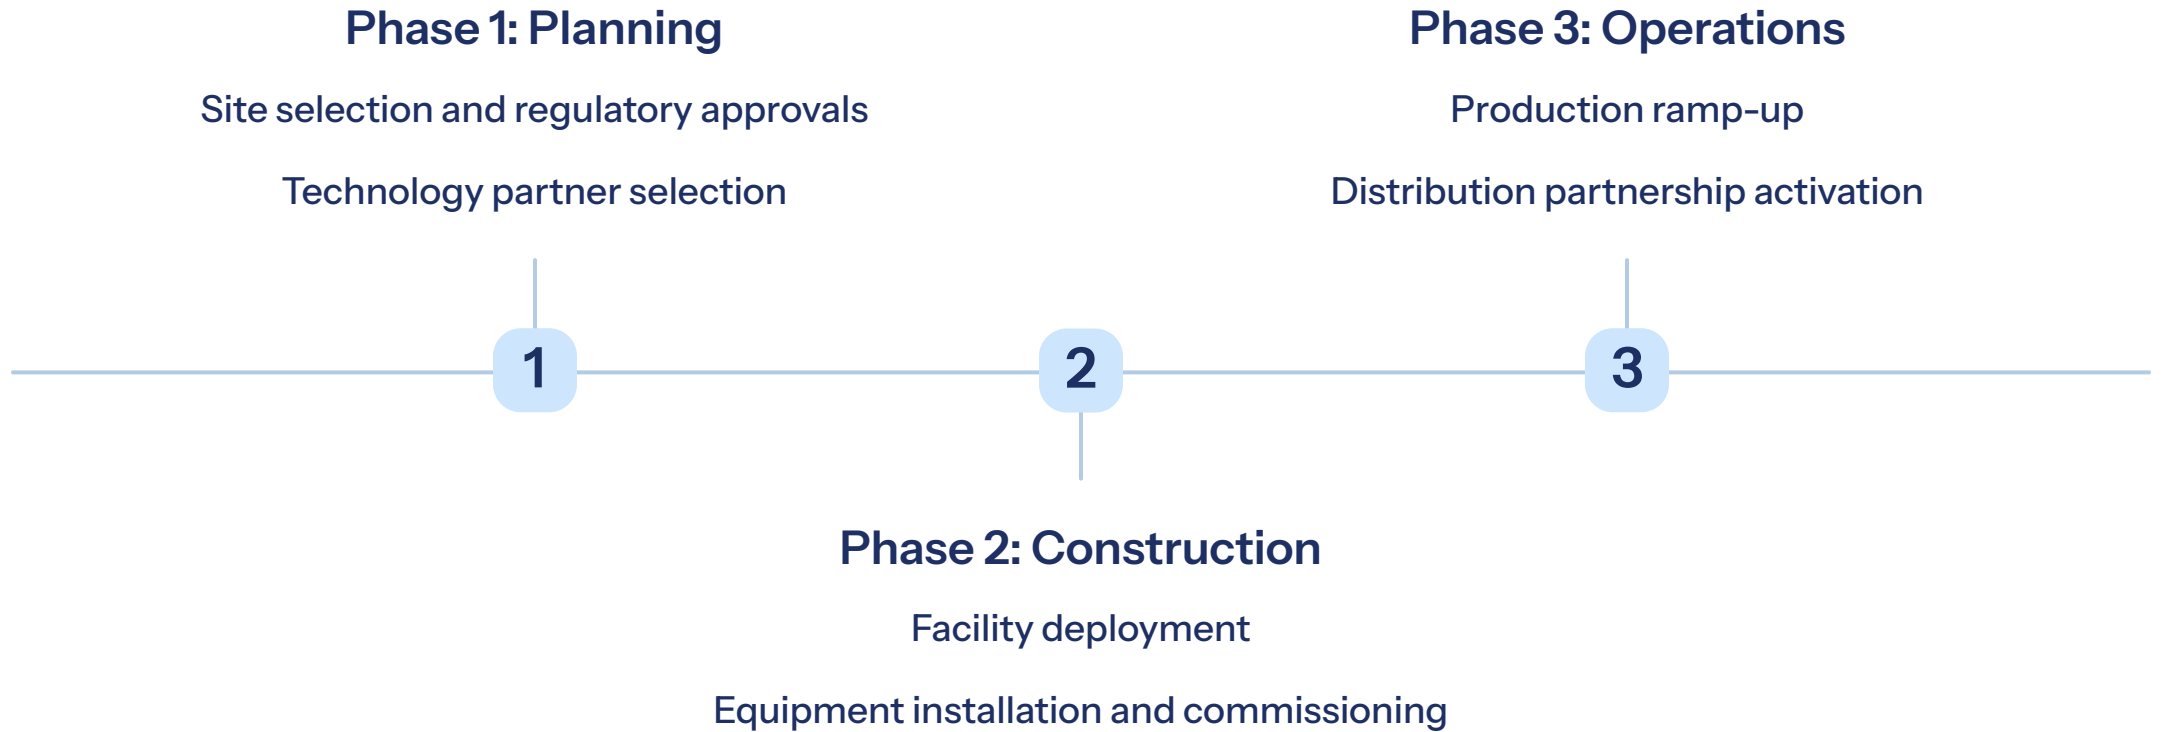 Phase 1: Planning
Site selection and regulatory approvals
Technology partner selection
Phase 3: Operations
Production ramp-up
Distribution partnership activation
1
2
3
Phase 2: Construction
Facility deployment
Equipment installation and commissioning